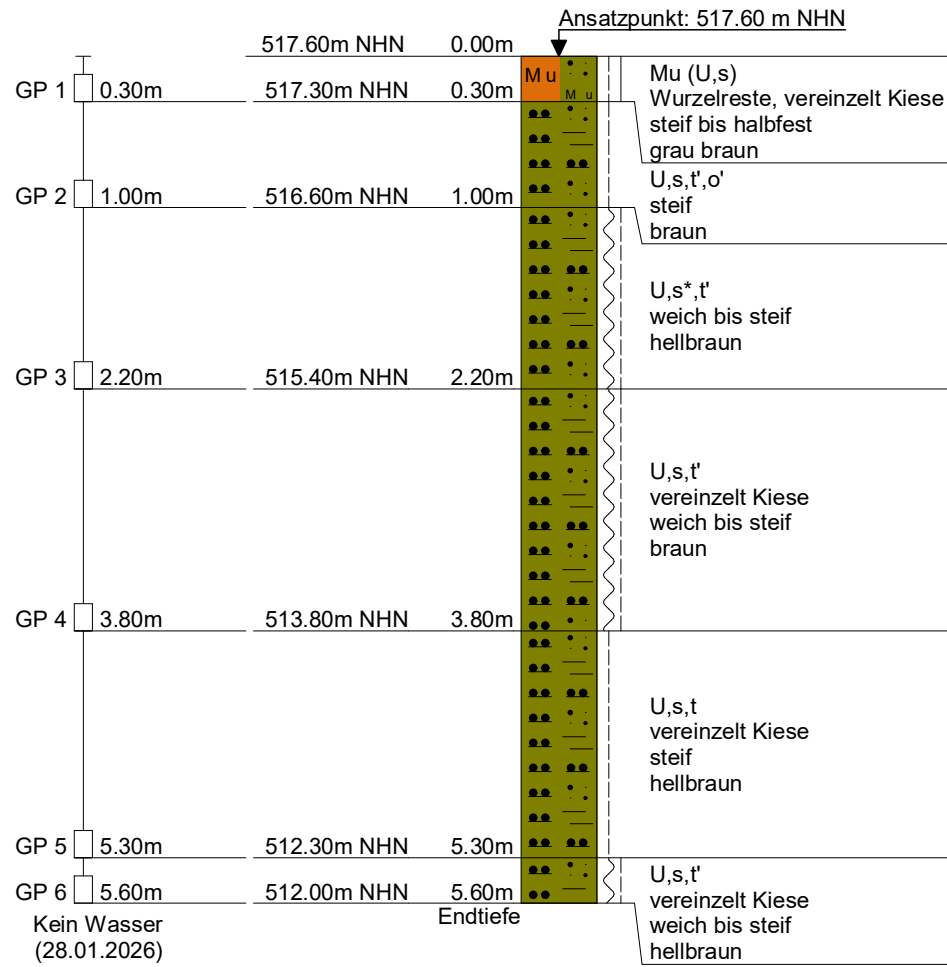 Ansatzpunkt: 517.60 m NHN
517.60m NHN 0.00m
GP 1 0.30m 517.30m NHN 0.30m
M u
M u
Mu (U,s)
Wurzelreste, vereinzelt Kiese
steif bis halbfest
grau braun
GP 2 1.00m 516.60m NHN 1.00m
U,s,t',o'
steif
braun
U,s*,t'
weich bis steif
hellbraun
GP 3 2.20m 515.40m NHN 2.20m
U,s,t'
vereinzelt Kiese
weich bis steif
braun
GP 4 3.80m 513.80m NHN 3.80m
U,s,t
vereinzelt Kiese
steif
hellbraun
GP 5 5.30m 512.30m NHN 5.30m
GP 6 5.60m 512.00m NHN 5.60m
U,s,t'
vereinzelt Kiese
weich bis steif
hellbraun
Endtiefe
Kein Wasser
(28.01.2026)